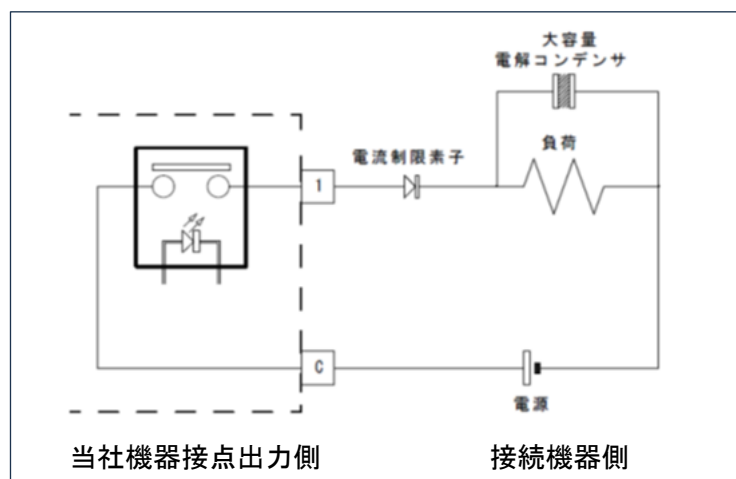 大容量
電解コンデンサ
電流制限素子
負荷
1
C
電源
当社機器接点出力側
接続機器側